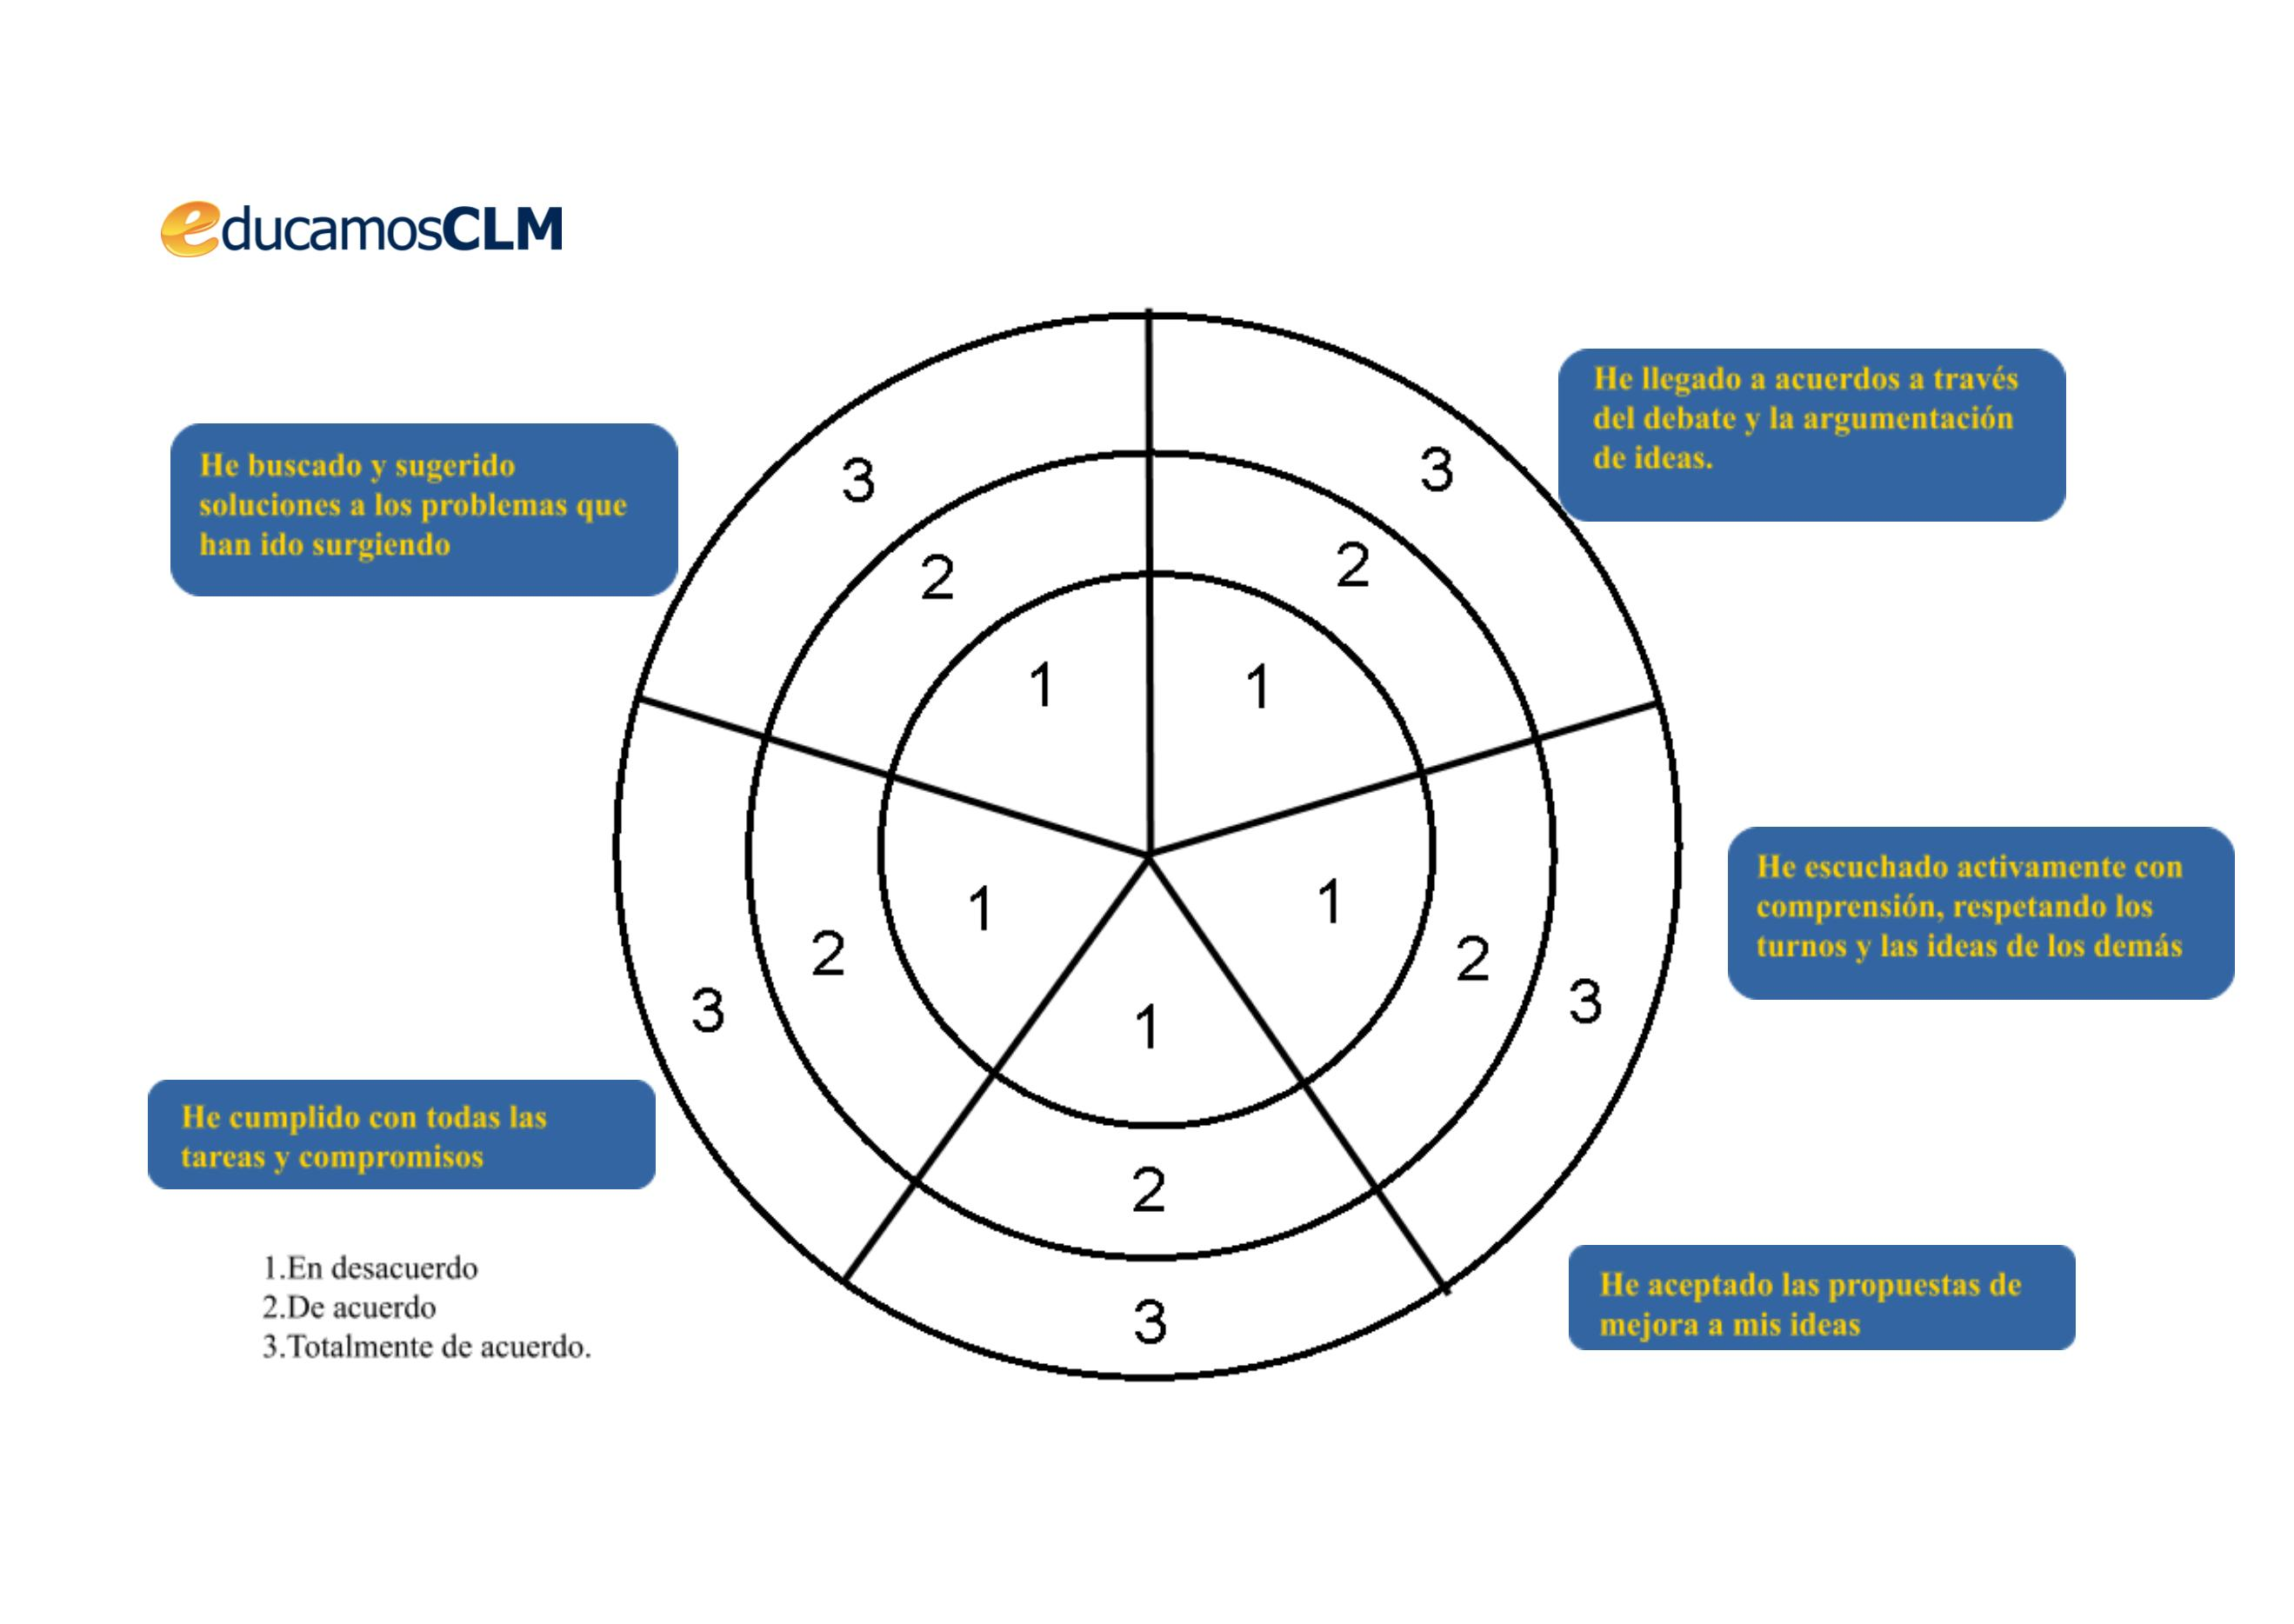 educamosCLM
He llegado a acuerdos a través
del debate y la argumentación
de ideas.
He buscado y sugerido
soluciones a los problemas que
han ido surgiendo
3
3
2
2
1
1
He escuchado activamente con
comprensión, respetando los
turnos y las ideas de los demás
1
1
2
2
3
3
1
He cumplido con todas las
tareas y compromisos
2
He aceptado las propuestas de
mejora a mis ideas
3
1.En desacuerdo
2.De acuerdo
3.Totalmente de acuerdo.